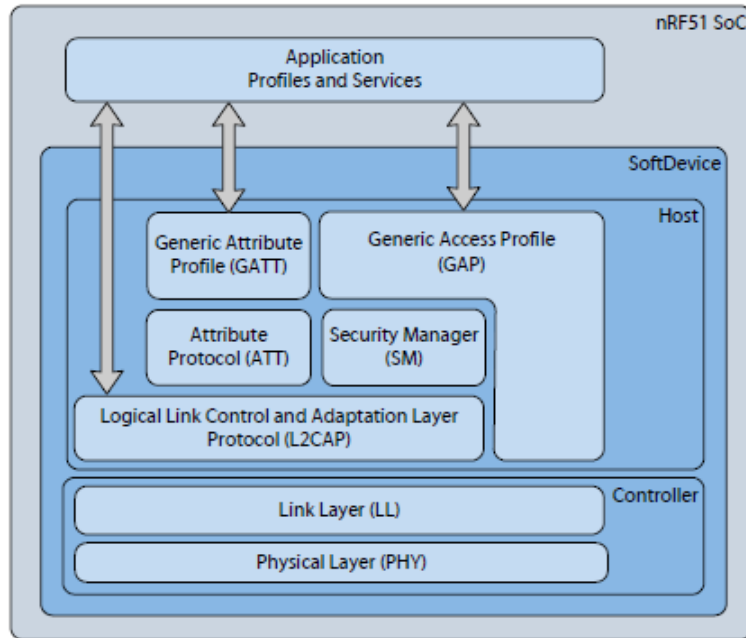 nRF51 SoC
Application
Profiles and Services
SoftDevice
Host
Generic Attribute
Profile (GATT)
Generic Access Profile
(GAP)
Attribute
Protocol (ATT)
Security Manager
(SM)
Logical Link Control and Adaptation Layer
Protocol (L2CAP)
Controller
Link Layer (LL)
Physical Layer (PHY)